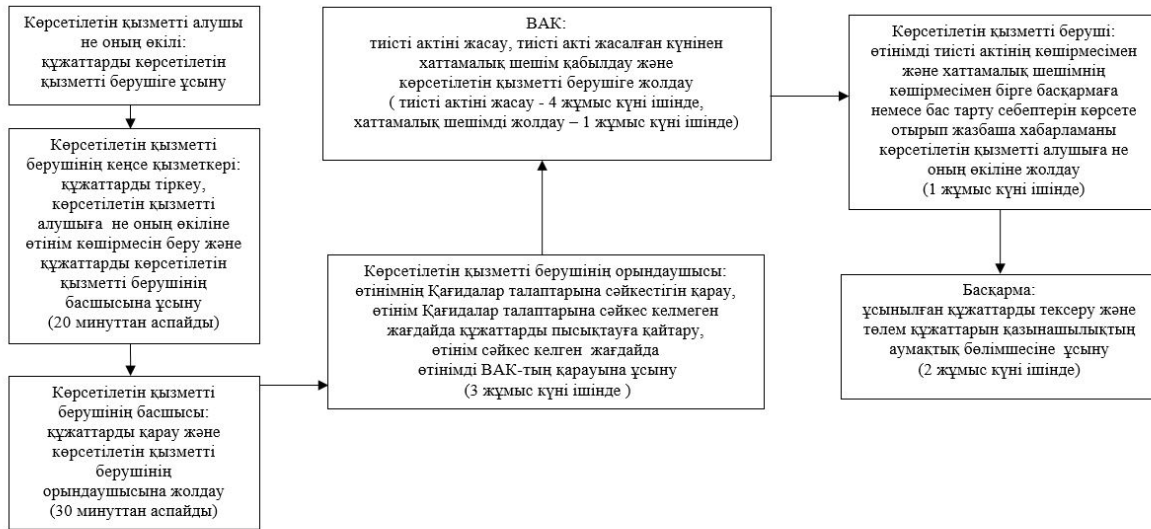 Көрсетілетін қызметті алушы
не оның өкілі:
құжаттарды көрсетілетін
қызметті берушіге ұсыну
Көрсетілетін қызметті
берушінің кеңсе қызметкері:
құжаттарды тіркеу,
көрсетілетін қызметті
алушыға не оның өкіліне
өтінім көшірмесін беру және
құжаттарды көрсетілетін
қызметті берушінің
басшысына ұсыну
(20 минуттан аспайды)
Көрсетілетін қызметті
берушінің басшысы:
құжаттарды қарау және
көрсетілетін қызметті
берушінің
орындаушысына жолдау
(30 минуттан аспайды)
Көрсетілетін қызметті берушінің орындаушысы:
өтінімнің Қағидалар талаптарына сәйкестігін қарау,
өтінім Қағидалар талаптарына сәйкес келмеген
жағдайда құжаттарды пысықтауға қайтару,
өтінім сәйкес келген жағдайда
өтінімді ВАК-тың қарауына ұсыну
(3 жұмыс күні ішінде )
ВАК:
тиісті актіні жасау, тиісті акті жасалған күнінен
хаттамалық шешім қабылдау және
көрсетілетін қызметті берушіге жолдау
( тиісті актіні жасау - 4 жұмыс күні ішінде,
хаттамалық шешімді жолдау – 1 жұмыс күні ішінде)
Көрсетілетін қызметті беруші:
өтінімді тиісті актінің көшірмесімен
және хаттамалық шешімнің
көшірмесімен бірге басқармаға
немесе бас тарту себептерін көрсете
отырып жазбаша хабарламаны
көрсетілетін қызметті алушыға не
оның өкіліне жолдау
(1 жұмыс күні ішінде)
Басқарма:
ұсынылған құжаттарды тексеру және
төлем құжаттарын қазынашылықтың
аумақтық бөлімшесіне ұсыну
(2 жұмыс күні ішінде)